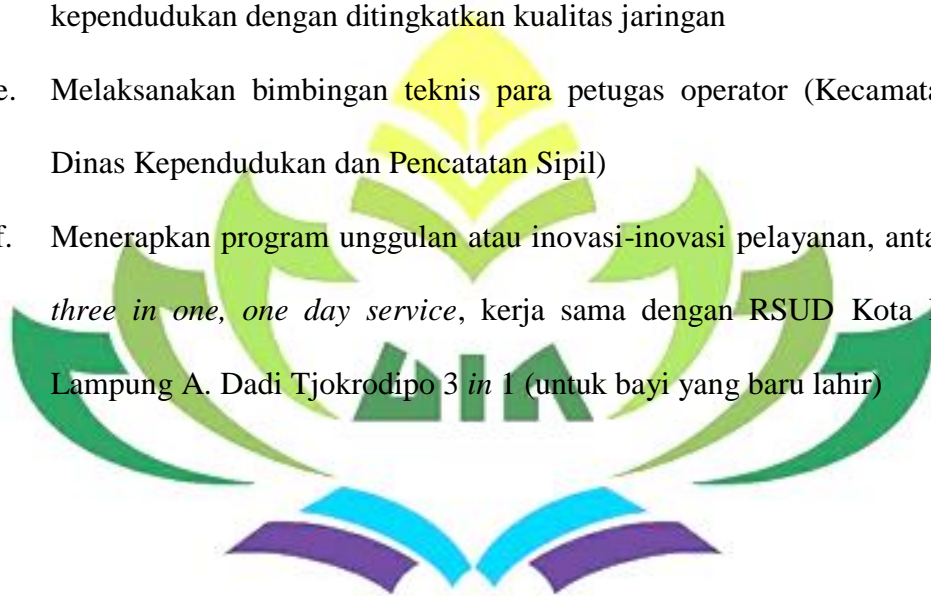 kependudukan dengan ditingkatkan kualitas jaringan
e. Melaksanakan bimbingan teknis para petugas operator
Dinas Kependudukan dan Pencatatan Sipil)
f. Menerapkan program unggulan atau inovasi-inovasi pelayanan,
three in one, one day service, kerja sama dengan RSUD Kota
Lampung A. Dadi Tjokrodipo 3 in 1 (untuk bayi yang baru lahir)